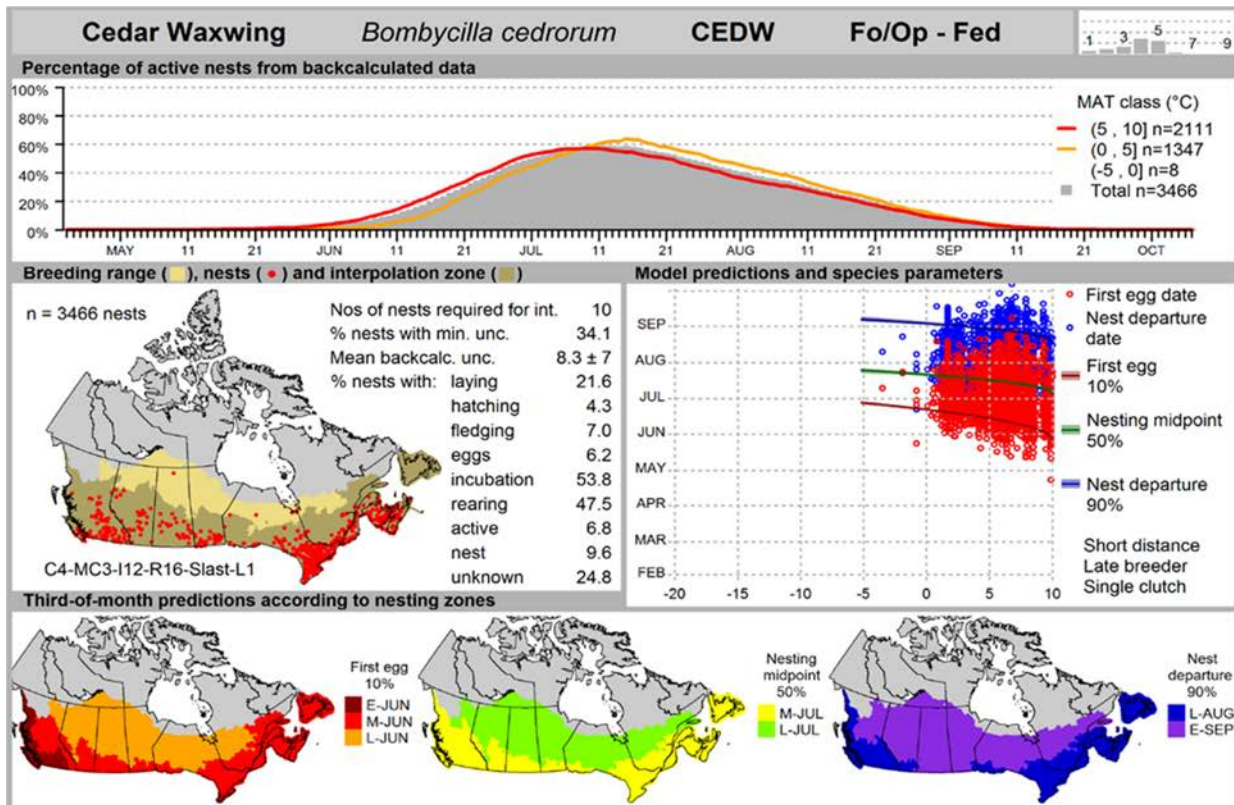 Cedar Waxwing Bombycilla cedrorum CEDW Fo/Op - Fed
1 3 5 7 9
Percentage of active nests from backcalculated data
100%
80%
60%
40%
20%
0%
MAY 11 21 JUN 11 21 JUL 11 21 AUG 11 21 SEP 11 21 OCT
MAT class (°C)
(5 , 10] n=2111
(0 , 5] n=1347
(-5 , 0] n=8
Total n=3466
Breeding range ( ), nests ( ) and interpolation zone ( )
n = 3466 nests
Nos of nests required for int. 10
% nests with min. unc. 34.1
Mean backcalc. unc. 8.3 ± 7
% nests with: laying 21.6
hatching 4.3
fledging 7.0
eggs 6.2
incubation 53.8
rearing 47.5
active 6.8
nest 9.6
unknown 24.8
C4-MC3-I12-R16-Slast-L1
Model predictions and species parameters
SEP
AUG
JUL
JUN
MAY
APR
MAR
FEB
-20 -15 -10 -5 0 5 10
First egg date
Nest departure
date
First egg
10%
Nesting midpoint
50%
Nest departure
90%
Short distance
Late breeder
Single clutch
Third-of-month predictions according to nesting zones
First egg
10%
E-JUN
M-JUN
L-JUN
Nesting
midpoint
50%
M-JUL
L-JUL
Nest
departure
90%
L-AUG
E-SEP